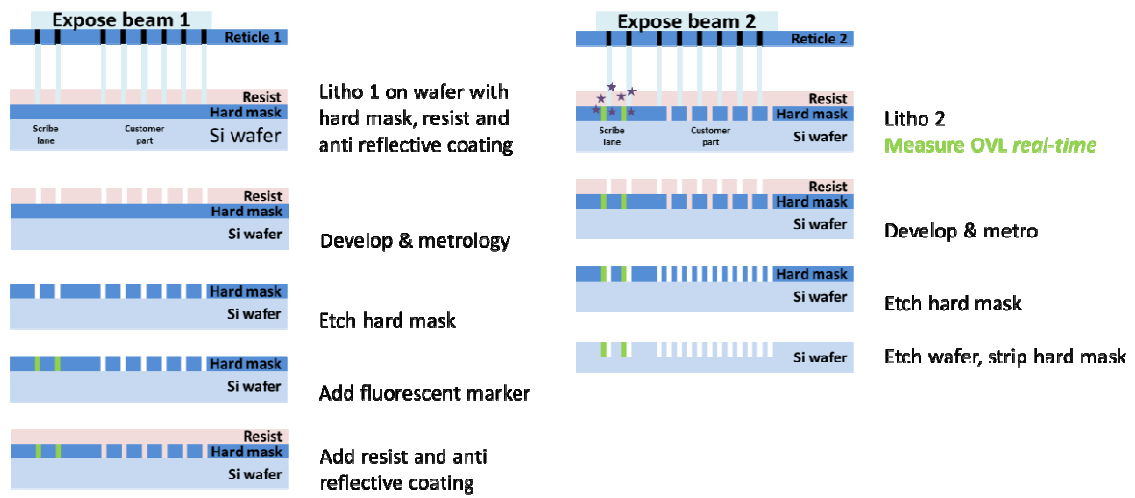 Expose beam 1
Reticle 1
Resist
Hard mask
Scribe
lane
Customer
part
Si wafer
Litho 1 on wafer with
hard mask, resist and
anti reflective coating
Resist
Hard mask
Si wafer
Develop & metrology
Hard mask
Si wafer
Etch hard mask
Hard mask
Si wafer
Add fluorescent marker
Resist
Hard mask
Si wafer
Add resist and anti
reflective coating
Expose beam 2
Reticle 2
Resist
Hard mask
Scribe
lane
Customer
part
Si wafer
Litho 2
Measure OVL real-time
Resist
Hard mask
Si wafer
Develop & metro
Hard mask
Si wafer
Etch hard mask
Si wafer
Etch wafer, strip hard mask